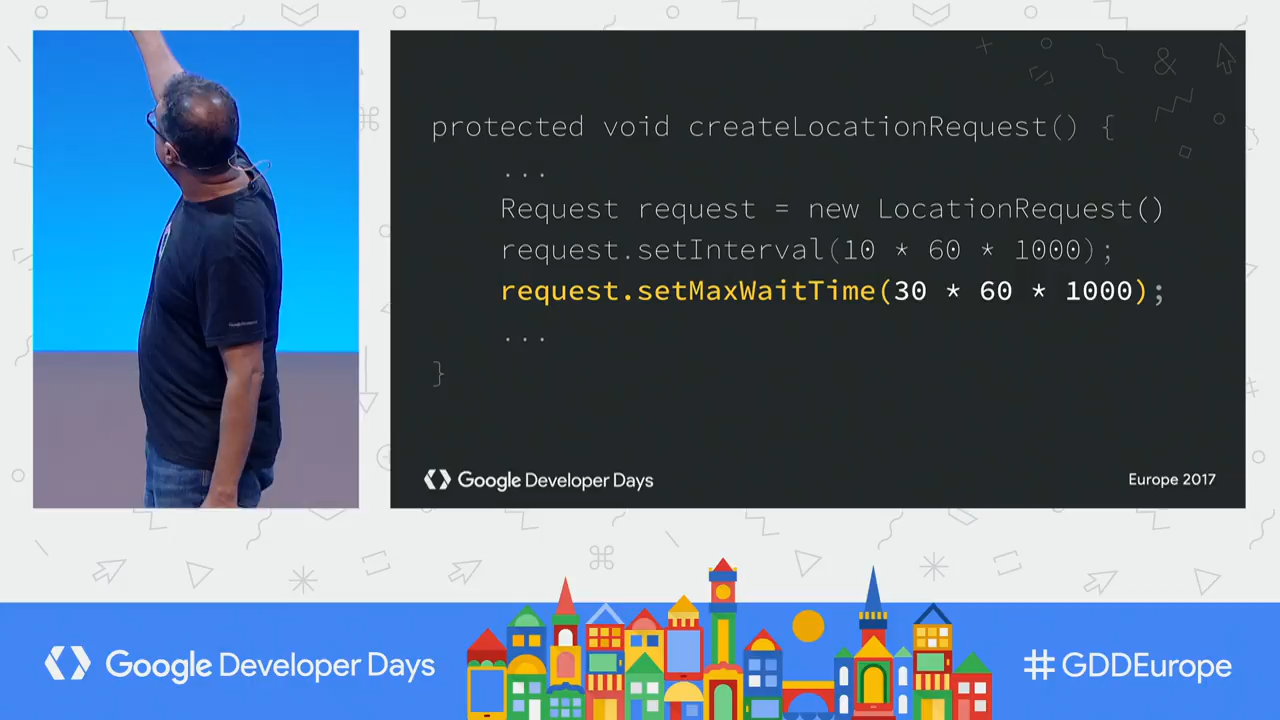 protected void createLocationRequest() {
...
Request request = new LocationRequest()
request.setInterval(10 * 60 * 1000);
request.setMaxWaitTime(30 * 60 * 1000);
...
}
Google Developer Days
Europe 2017
Google Developer Days
#GDDEurope